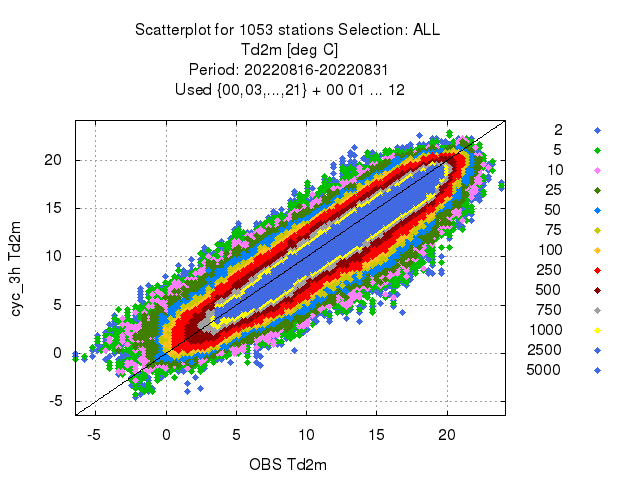 Scatterplot for 1053 stations Selection: ALL
Td2m [deg C]
Period: 20220816-20220831
Used {00,03,...,21} + 00 01 ... 12
2
5
10
25
50
75
100
250
500
750
1000
2500
5000
20
15
10
5
0
-5
cyc_3h Td2m
-5 0 5 10 15 20
OBS Td2m